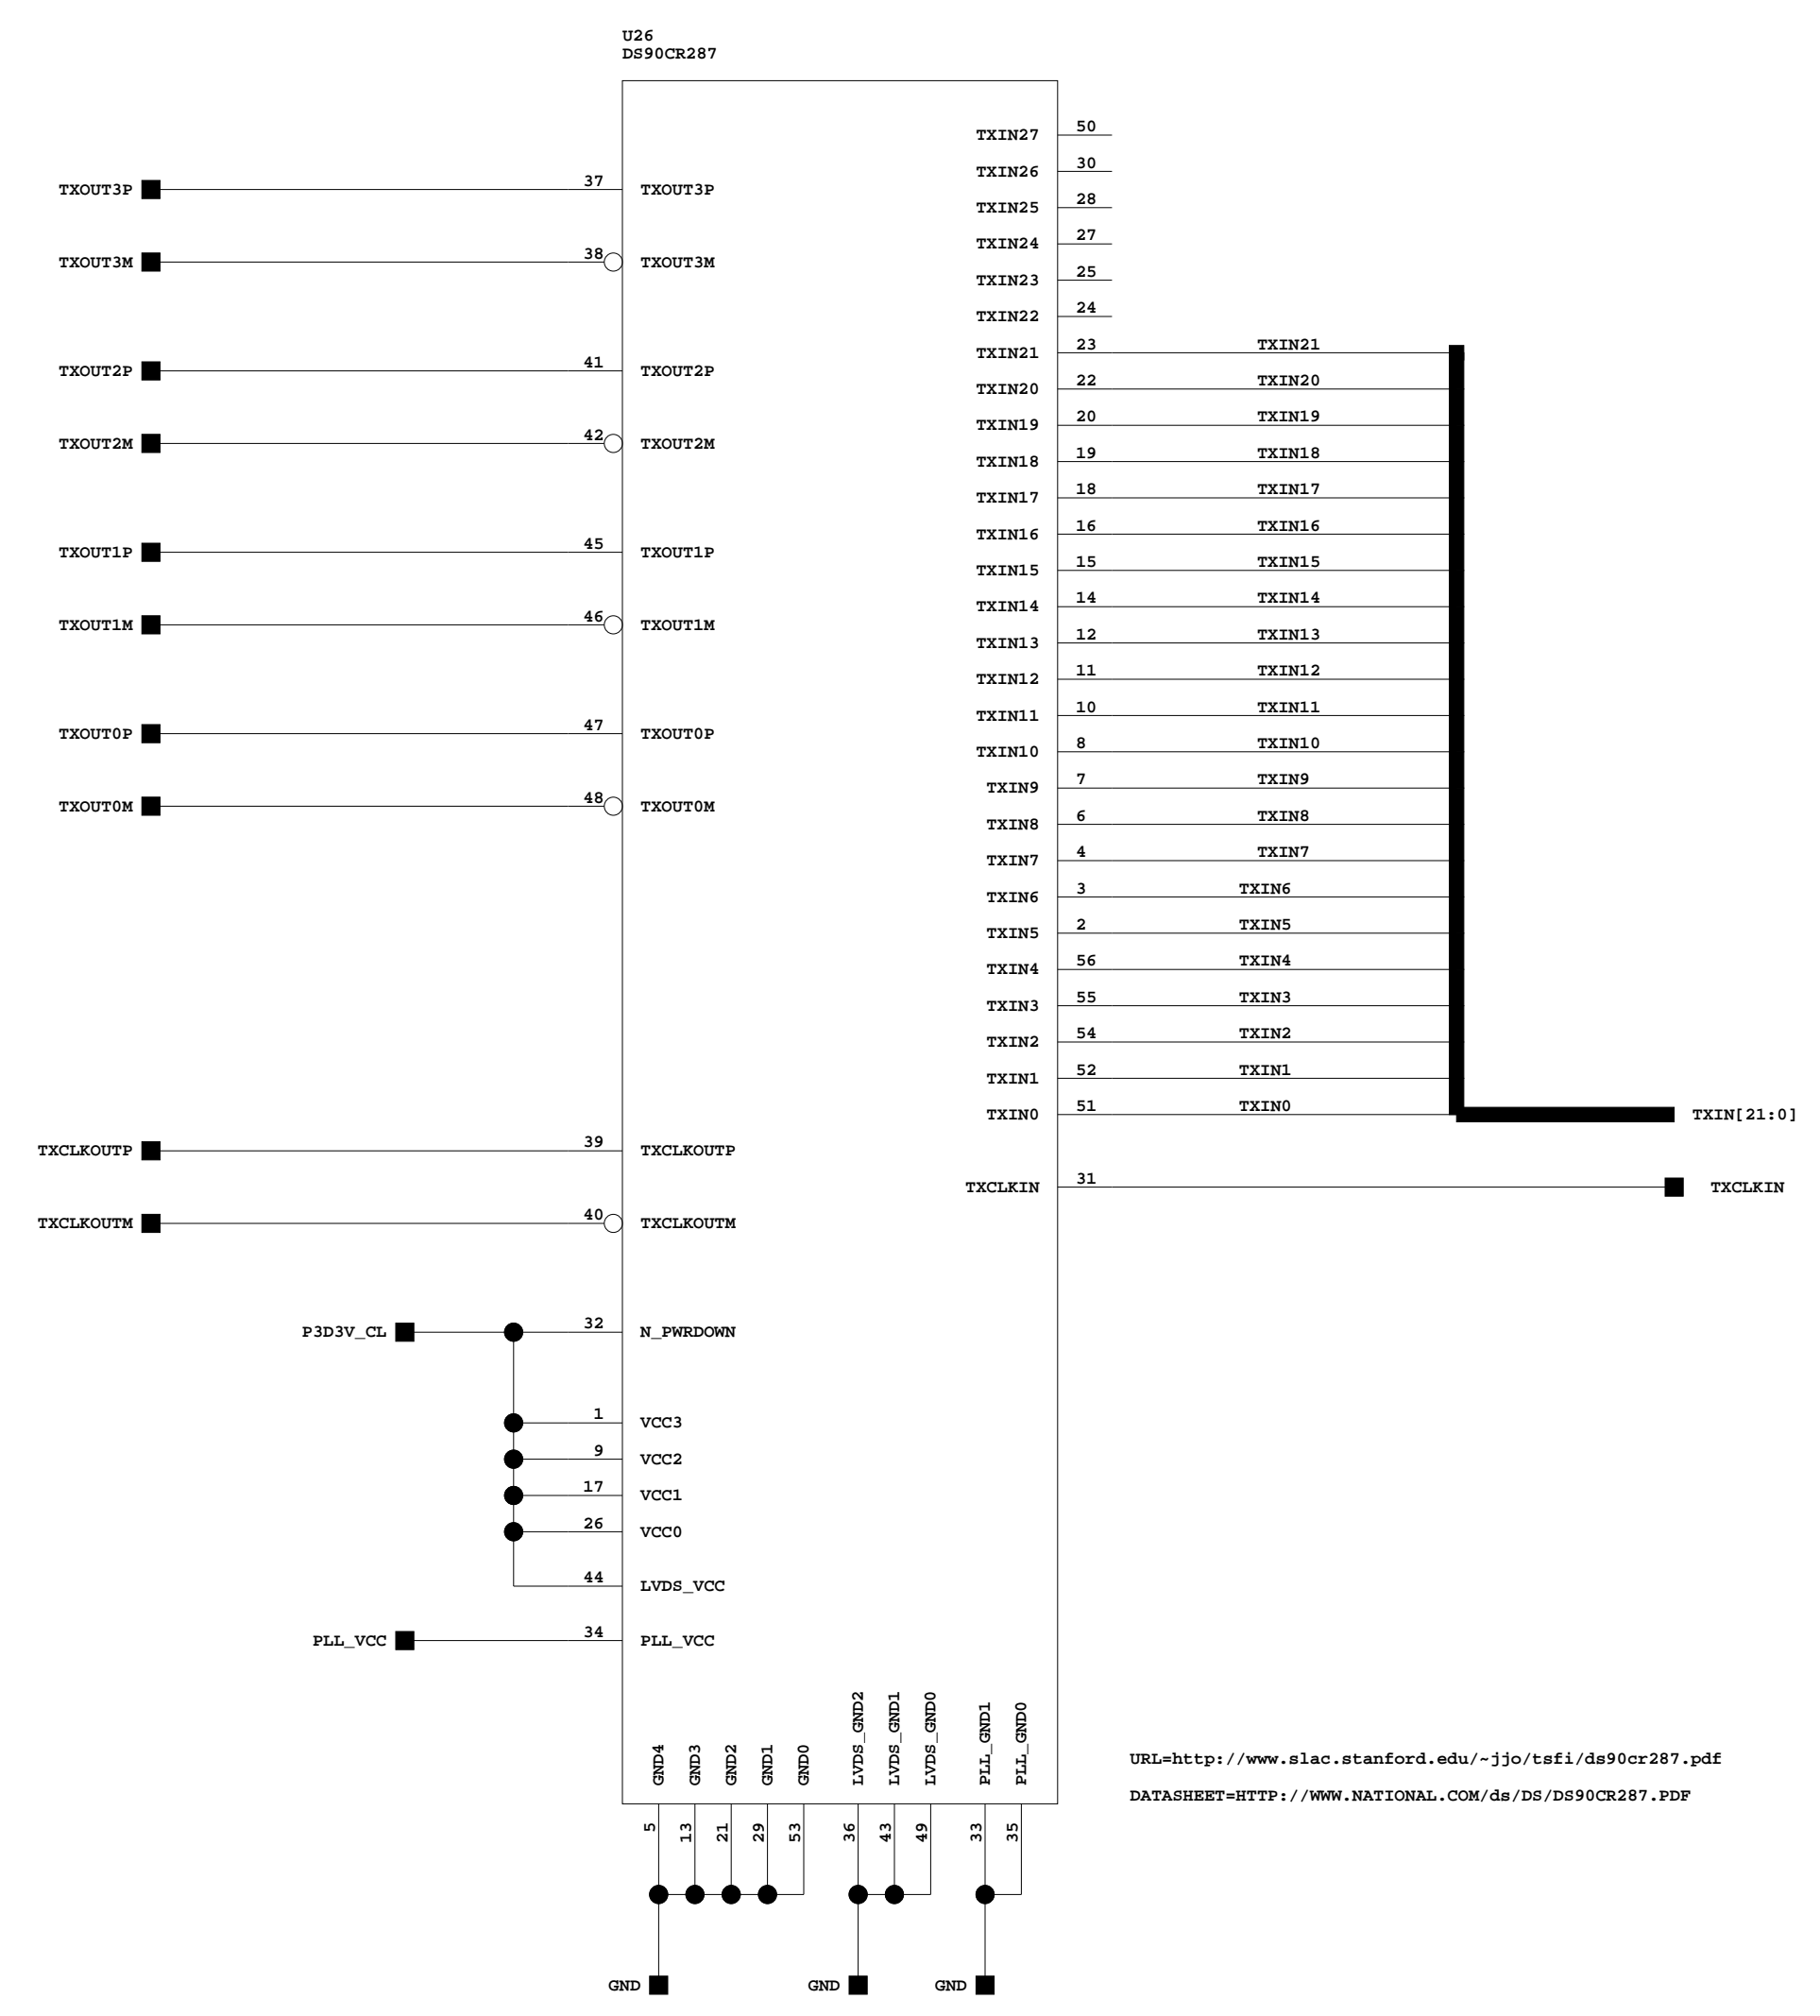 U26
DS90CR287
TXIN27 50
TXIN26 30
TXOUT3P 37 TXOUT3P
TXIN25 28
TXIN24 27
TXOUT3M 38 TXOUT3M
TXIN23 25
TXIN22 24
TXIN21 23 TXIN21
TXOUT2P 41 TXOUT2P
TXIN20 22 TXIN20
TXIN19 20 TXIN19
TXOUT2M 42 TXOUT2M
TXIN18 19 TXIN18
TXIN17 18 TXIN17
TXIN16 16 TXIN16
TXOUT1P 45 TXOUT1P
TXIN15 15 TXIN15
TXIN14 14 TXIN14
TXOUT1M 46 TXOUT1M
TXIN13 12 TXIN13
TXIN12 11 TXIN12
TXIN11 10 TXIN11
TXOUT0P 47 TXOUT0P
TXIN10 8 TXIN10
TXIN9 7 TXIN9
TXOUT0M 48 TXOUT0M
TXIN8 6 TXIN8
TXIN7 4 TXIN7
TXIN6 3 TXIN6
TXIN5 2 TXIN5
TXIN4 56 TXIN4
TXIN3 55 TXIN3
TXIN2 54 TXIN2
TXIN1 52 TXIN1
TXIN0 51 TXIN0 TXIN[21:0]
TXCLKOUTP 39 TXCLKOUTP
TXCLKIN 31 TXCLKIN
TXCLKOUTM 40 TXCLKOUTM
P3D3V_CL 32 N_PWRDOWN
1 VCC3
9 VCC2
17 VCC1
26 VCC0
44 LVDS_VCC
PLL_VCC 34 PLL_VCC
GND4 GND3 GND2 GND1 GND0 LVDS_GND2 LVDS_GND1 LVDS_GND0 PLL_GND1 PLL_GND0
URL=http://www.slac.stanford.edu/~jjo/tsfi/ds90cr287.pdf
DATASHEET=HTTP://WWW.NATIONAL.COM/ds/DS/DS90CR287.PDF
5 13 21 29 53 36 43 49 33 35
GND GND GND